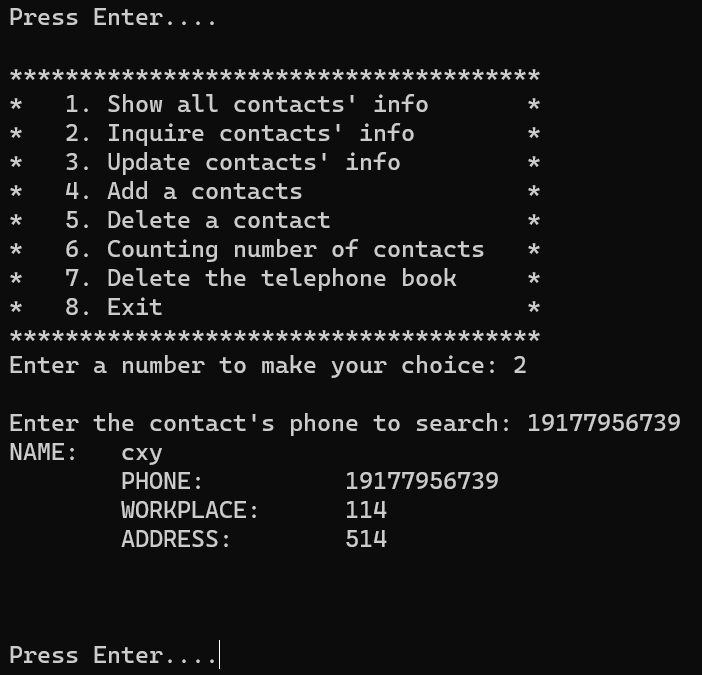 Press Enter....
**************************************
*   1. Show all contacts' info       *
*   2. Inquire contacts' info        *
*   3. Update contacts' info         *
*   4. Add a contacts                *
*   5. Delete a contact              *
*   6. Counting number of contacts   *
*   7. Delete the telephone book     *
*   8. Exit                          *
**************************************
Enter a number to make your choice: 2
Enter the contact's phone to search: 19177956739
NAME:   cxy
        PHONE:          19177956739
        WORKPLACE:      114
        ADDRESS:        514
Press Enter....